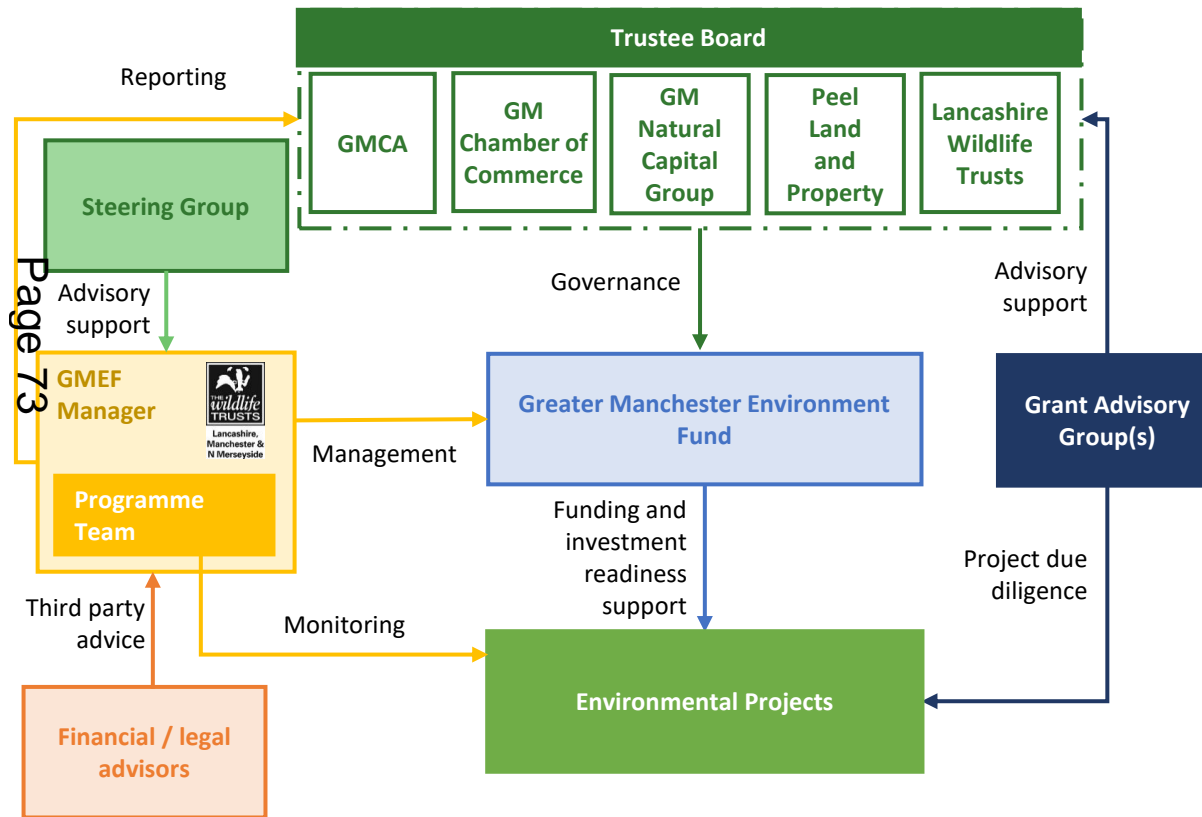 Trustee Board
Reporting
GMCA
GM
Chamber of
Commerce
GM
Natural
Capital
Group
Peel
Land
and
Property
Lancashire
Wildlife
Trusts
Steering Group
Page 73
Advisory
support
Governance
Advisory
support
GMEF
Manager
THE
wildlife
TRUSTS
Lancashire,
Manchester &
N Merseyside
Management
Greater Manchester Environment
Fund
Grant Advisory
Group(s)
Programme
Team
Funding and
investment
readiness
support
Project due
diligence
Third party
advice
Monitoring
Environmental Projects
Financial / legal
advisors